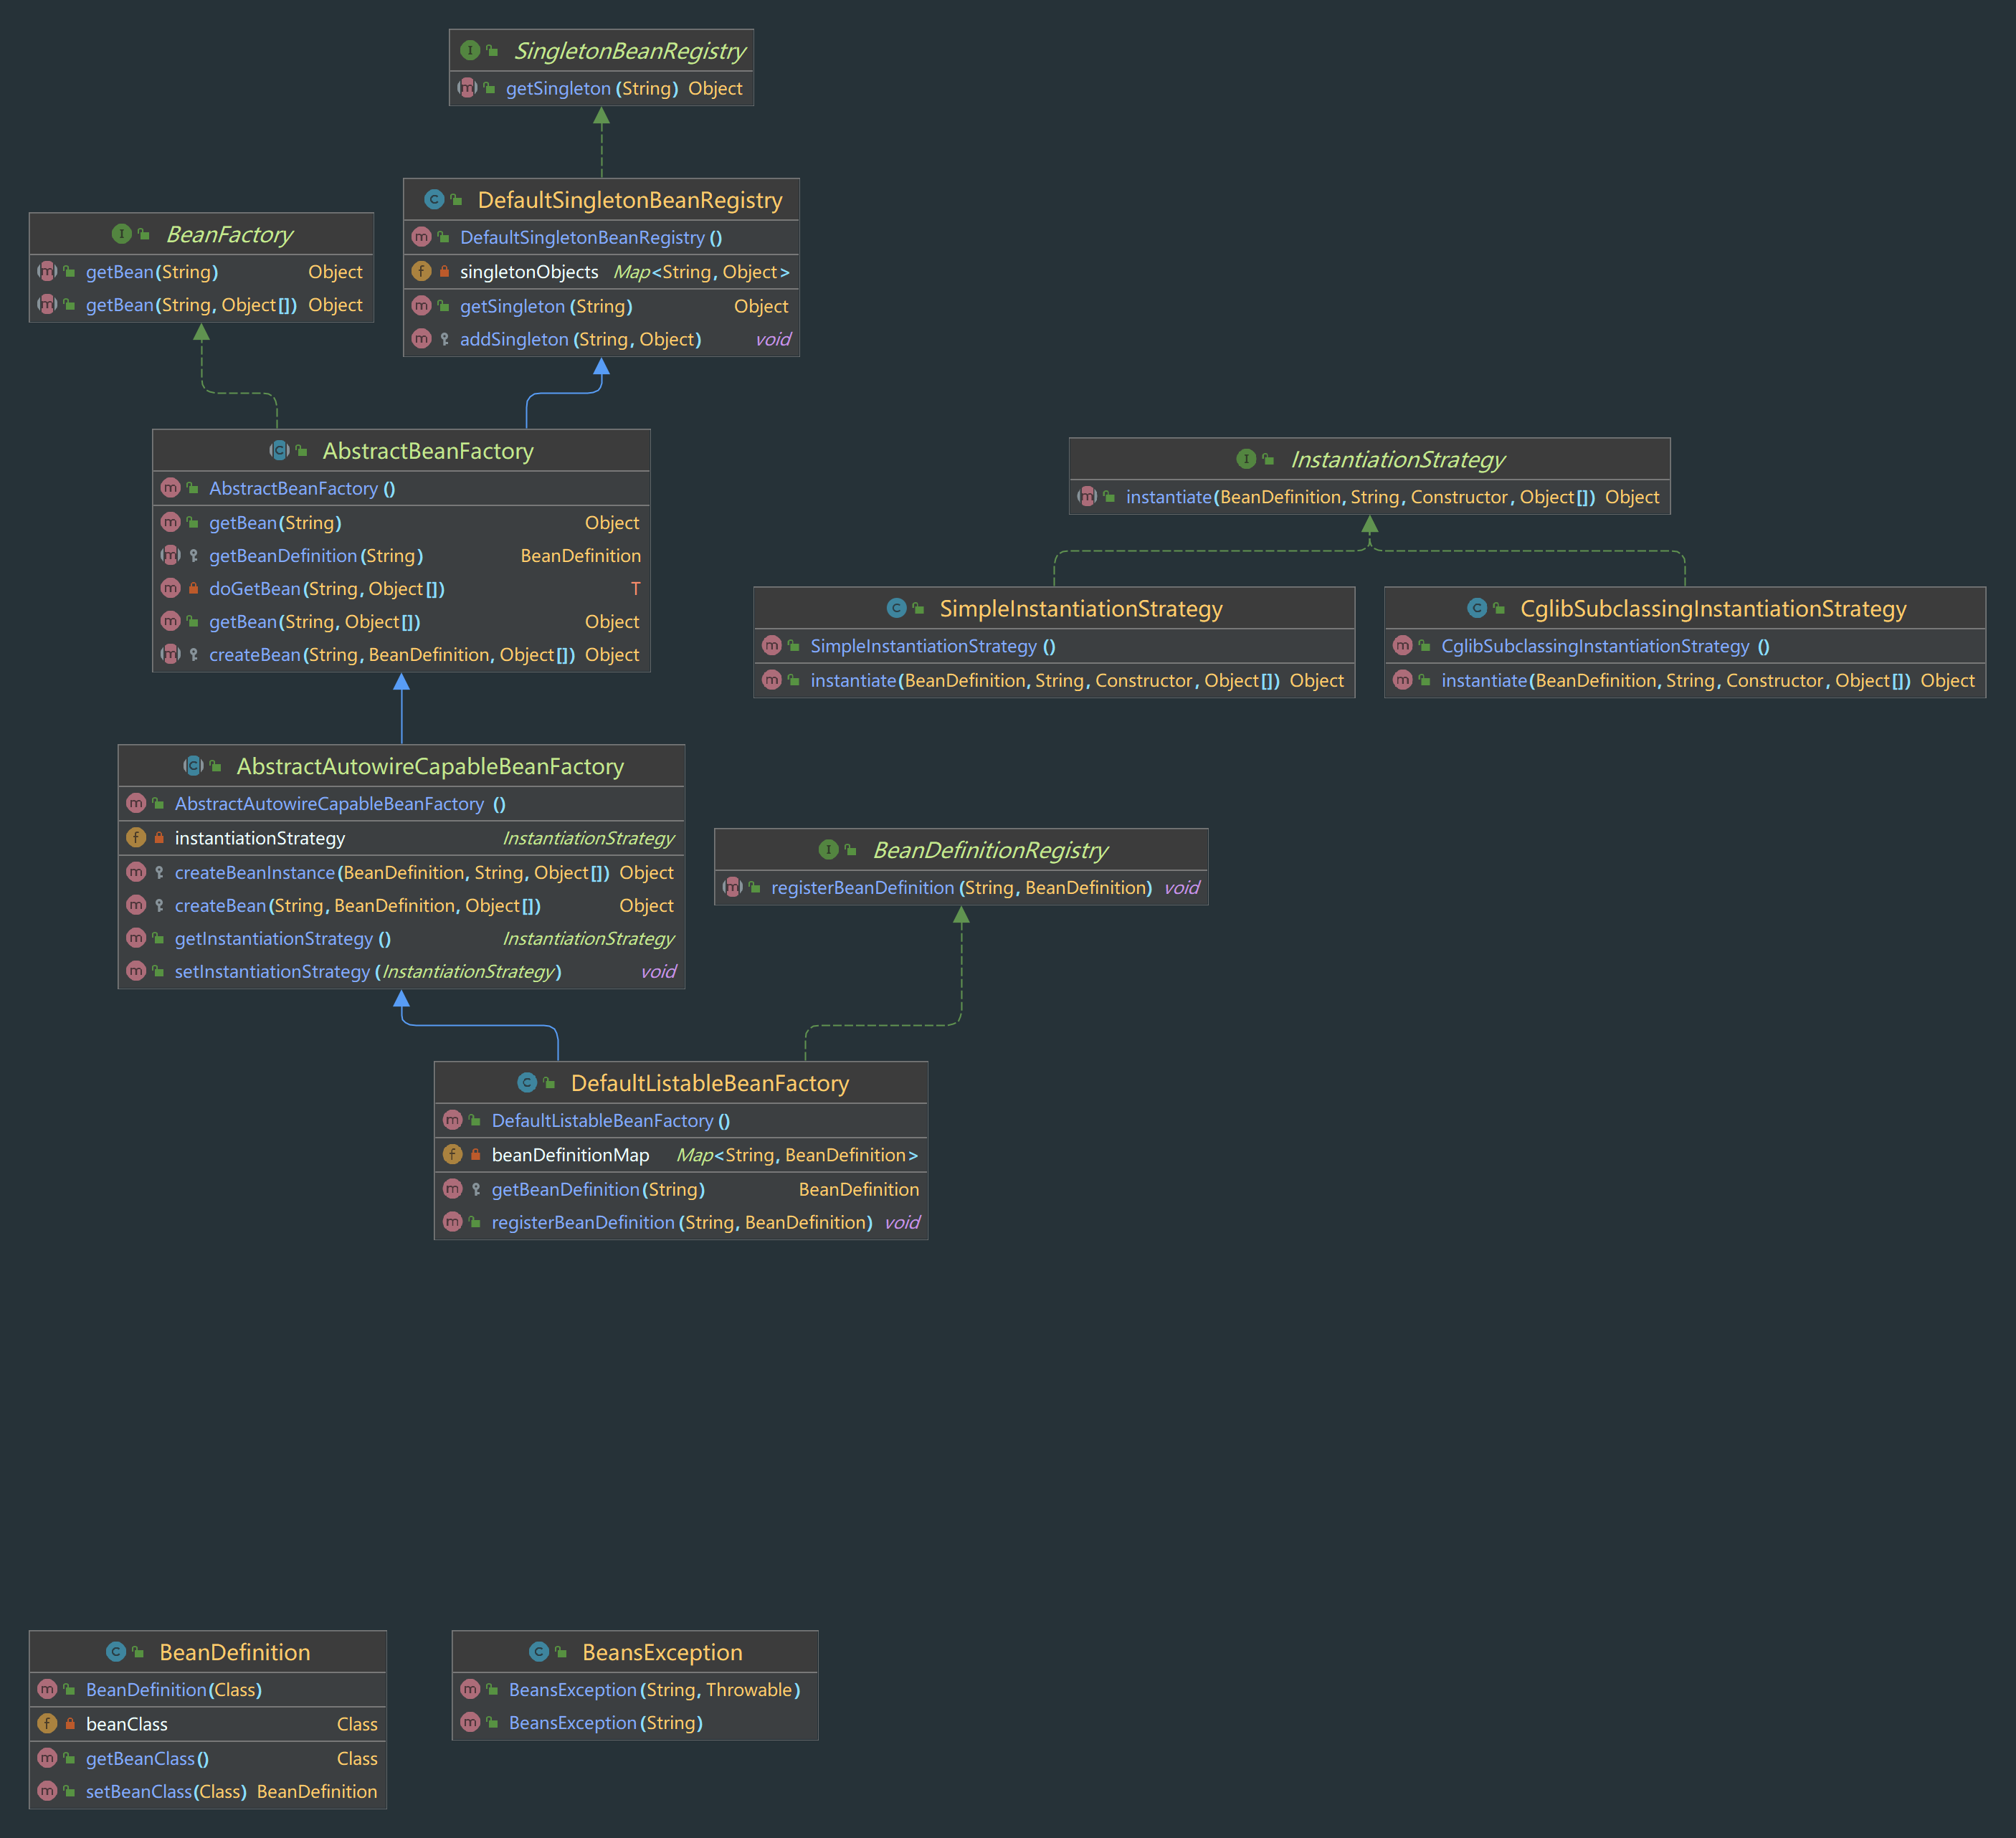 SingletonBeanRegistry
getSingleton(String) Object
DefaultSingletonBeanRegistry
DefaultSingletonBeanRegistry()
singletonObjects Map<String, Object>
getSingleton(String) Object
addSingleton(String, Object) void
BeanFactory
getBean(String) Object
getBean(String, Object[]) Object
AbstractBeanFactory
AbstractBeanFactory()
getBean(String) Object
getBeanDefinition(String) BeanDefinition
doGetBean(String, Object[]) T
getBean(String, Object[]) Object
createBean(String, BeanDefinition, Object[]) Object
InstantiationStrategy
instantiate(BeanDefinition, String, Constructor, Object[]) Object
SimpleInstantiationStrategy
SimpleInstantiationStrategy()
instantiate(BeanDefinition, String, Constructor, Object[]) Object
CglibSubclassingInstantiationStrategy
CglibSubclassingInstantiationStrategy()
instantiate(BeanDefinition, String, Constructor, Object[]) Object
AbstractAutowireCapableBeanFactory
AbstractAutowireCapableBeanFactory()
instantiationStrategy InstantiationStrategy
createBeanInstance(BeanDefinition, String, Object[]) Object
createBean(String, BeanDefinition, Object[]) Object
getInstantiationStrategy() InstantiationStrategy
setInstantiationStrategy(InstantiationStrategy) void
BeanDefinitionRegistry
registerBeanDefinition(String, BeanDefinition) void
DefaultListableBeanFactory
DefaultListableBeanFactory()
beanDefinitionMap Map<String, BeanDefinition>
getBeanDefinition(String) BeanDefinition
registerBeanDefinition(String, BeanDefinition) void
BeanDefinition
BeanDefinition(Class)
beanClass Class
getBeanClass() Class
setBeanClass(Class) BeanDefinition
BeansException
BeansException(String, Throwable)
BeansException(String)